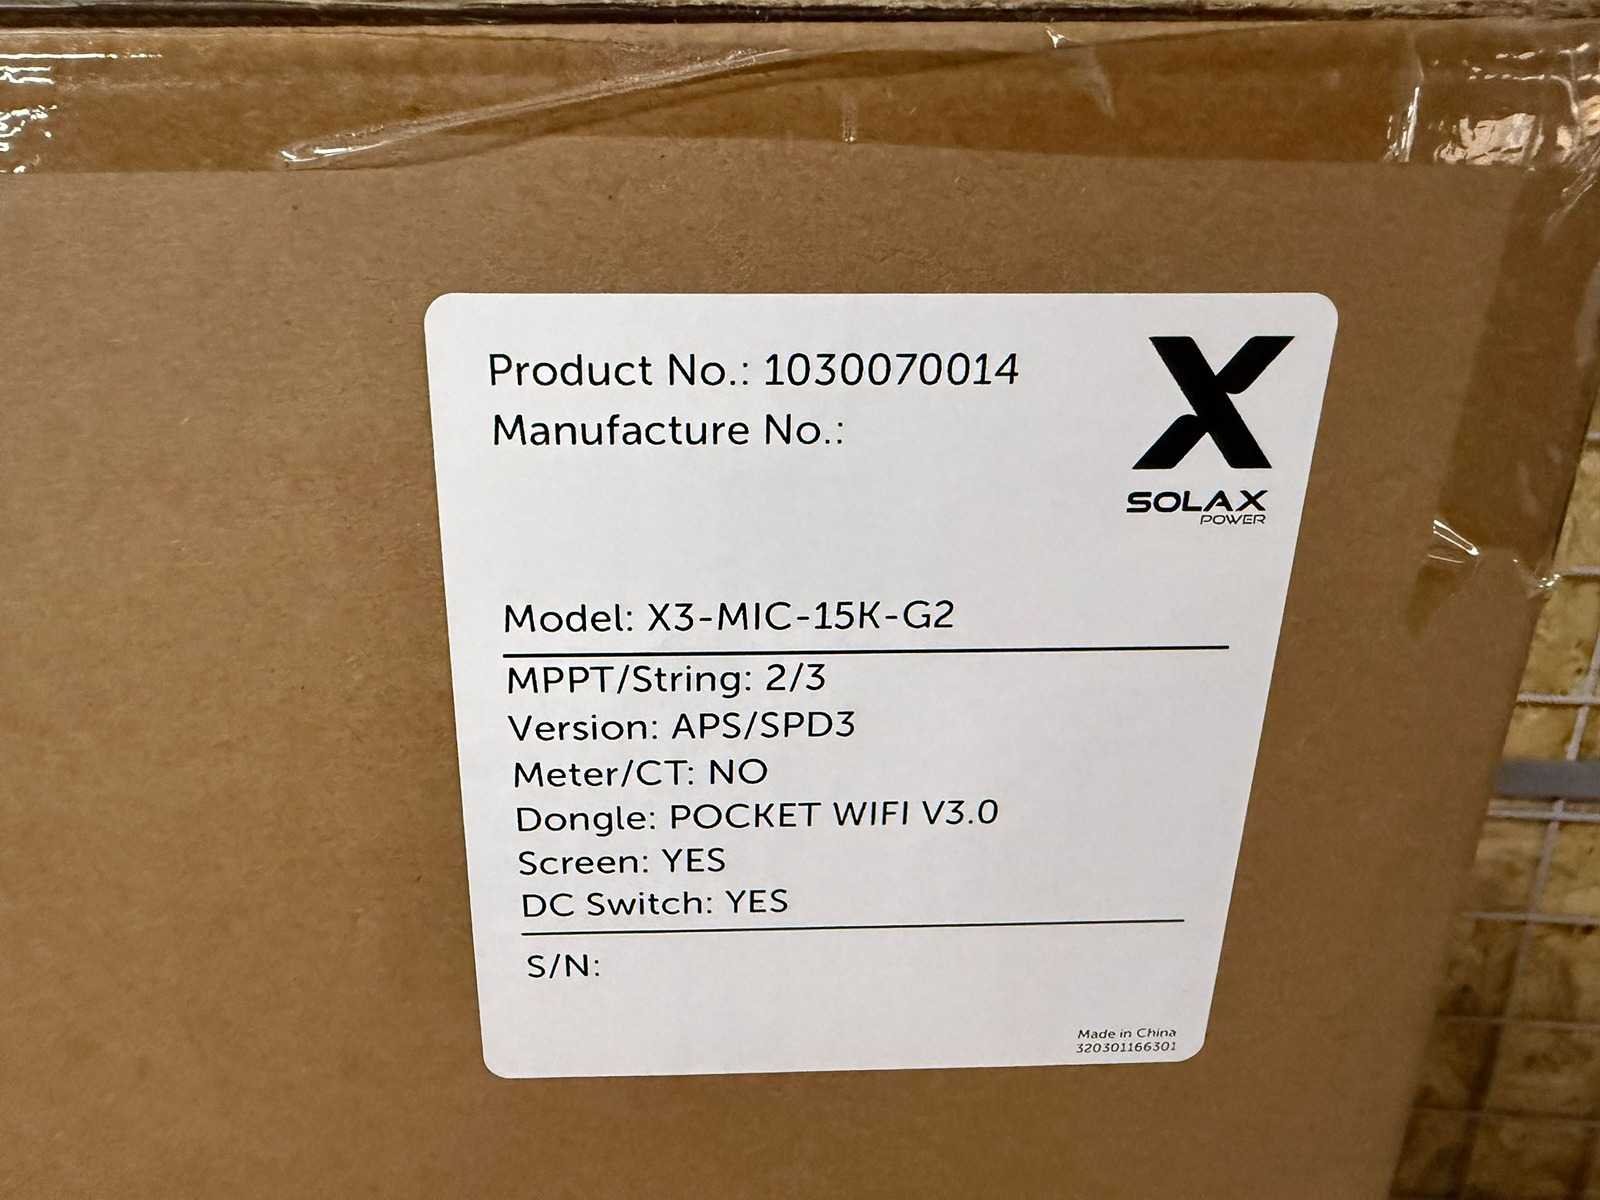 Product No.: 1030070014
Manufacture No.:
X
SOLAX
POWER
Model: X3-MIC-15K-G2
MPPT/String: 2/3
Version: APS/SPD3
Meter/CT: NO
Dongle: POCKET WIFI V3.0
Screen: YES
DC Switch: YES
S/N:
Made in China
320301166301